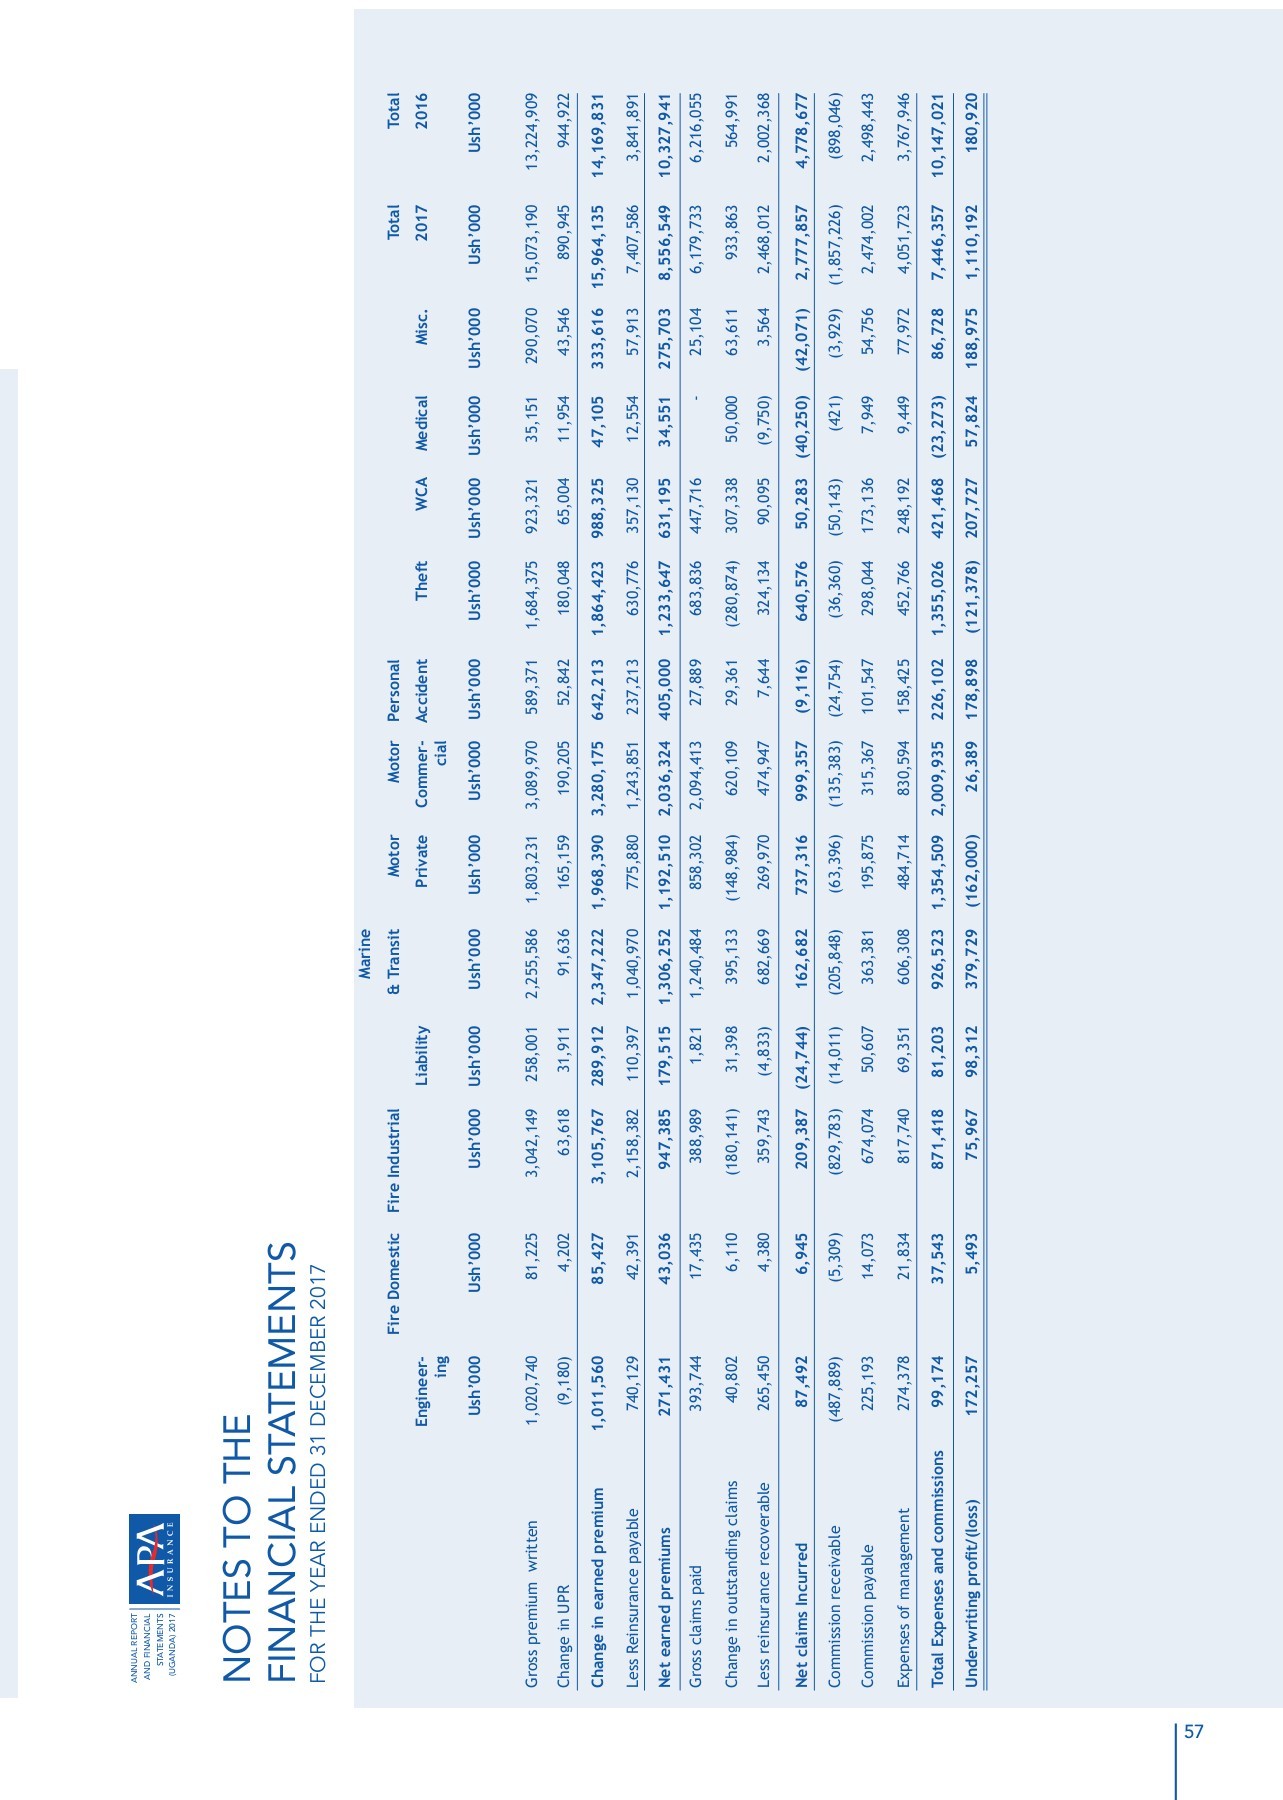 ANNUAL REPORT
AND FINANCIAL
STATEMENTS
(UGANDA) 2017
APA
INSURANCE
NOTES TO THE
FINANCIAL STATEMENTS
FOR THE YEAR ENDED 31 DECEMBER 2017
Marine
Fire Domestic Fire Industrial & Transit Motor Motor Personal Total Total
Engineer- Liability Private Commer- Accident Theft WCA Medical Misc. 2017 2016
ing cial
Ush'000 Ush'000 Ush'000 Ush'000 Ush'000 Ush'000 Ush'000 Ush'000 Ush'000 Ush'000 Ush'000 Ush'000 Ush'000 Ush'000
Gross premium written 1,020,740 81,225 3,042,149 258,001 2,255,586 1,803,231 3,089,970 589,371 1,684,375 923,321 35,151 290,070 15,073,190 13,224,909
Change in UPR (9,180) 4,202 63,618 31,911 91,636 165,159 190,205 52,842 180,048 65,004 11,954 43,546 890,945 944,922
Change in earned premium 1,011,560 85,427 3,105,767 289,912 2,347,222 1,968,390 3,280,175 642,213 1,864,423 988,325 47,105 333,616 15,964,135 14,169,831
Less Reinsurance payable 740,129 42,391 2,158,382 110,397 1,040,970 775,880 1,243,851 237,213 630,776 357,130 12,554 57,913 7,407,586 3,841,891
Net earned premiums 271,431 43,036 947,385 179,515 1,306,252 1,192,510 2,036,324 405,000 1,233,647 631,195 34,551 275,703 8,556,549 10,327,941
Gross claims paid 393,744 17,435 388,989 1,821 1,240,484 858,302 2,094,413 27,889 683,836 447,716 - 25,104 6,179,733 6,216,055
Change in outstanding claims 40,802 6,110 (180,141) 31,398 395,133 (148,984) 620,109 29,361 (280,874) 307,338 50,000 63,611 933,863 564,991
Less reinsurance recoverable 265,450 4,380 359,743 (4,833) 682,669 269,970 474,947 7,644 324,134 90,095 (9,750) 3,564 2,468,012 2,002,368
Net claims Incurred 87,492 6,945 209,387 (24,744) 162,682 737,316 999,357 (9,116) 640,576 50,283 (40,250) (42,071) 2,777,857 4,778,677
Commission receivable (487,889) (5,309) (829,783) (14,011) (205,848) (63,396) (135,383) (24,754) (36,360) (50,143) (421) (3,929) (1,857,226) (898,046)
Commission payable 225,193 14,073 674,074 50,607 363,381 195,875 315,367 101,547 298,044 173,136 7,949 54,756 2,474,002 2,498,443
Expenses of management 274,378 21,834 817,740 69,351 606,308 484,714 830,594 158,425 452,766 248,192 9,449 77,972 4,051,723 3,767,946
Total Expenses and commissions 99,174 37,543 871,418 81,203 926,523 1,354,509 2,009,935 226,102 1,355,026 421,468 (23,273) 86,728 7,446,357 10,147,021
Underwriting profit/(loss) 172,257 5,493 75,967 98,312 379,729 (162,000) 26,389 178,898 (121,378) 207,727 57,824 188,975 1,110,192 180,920
57